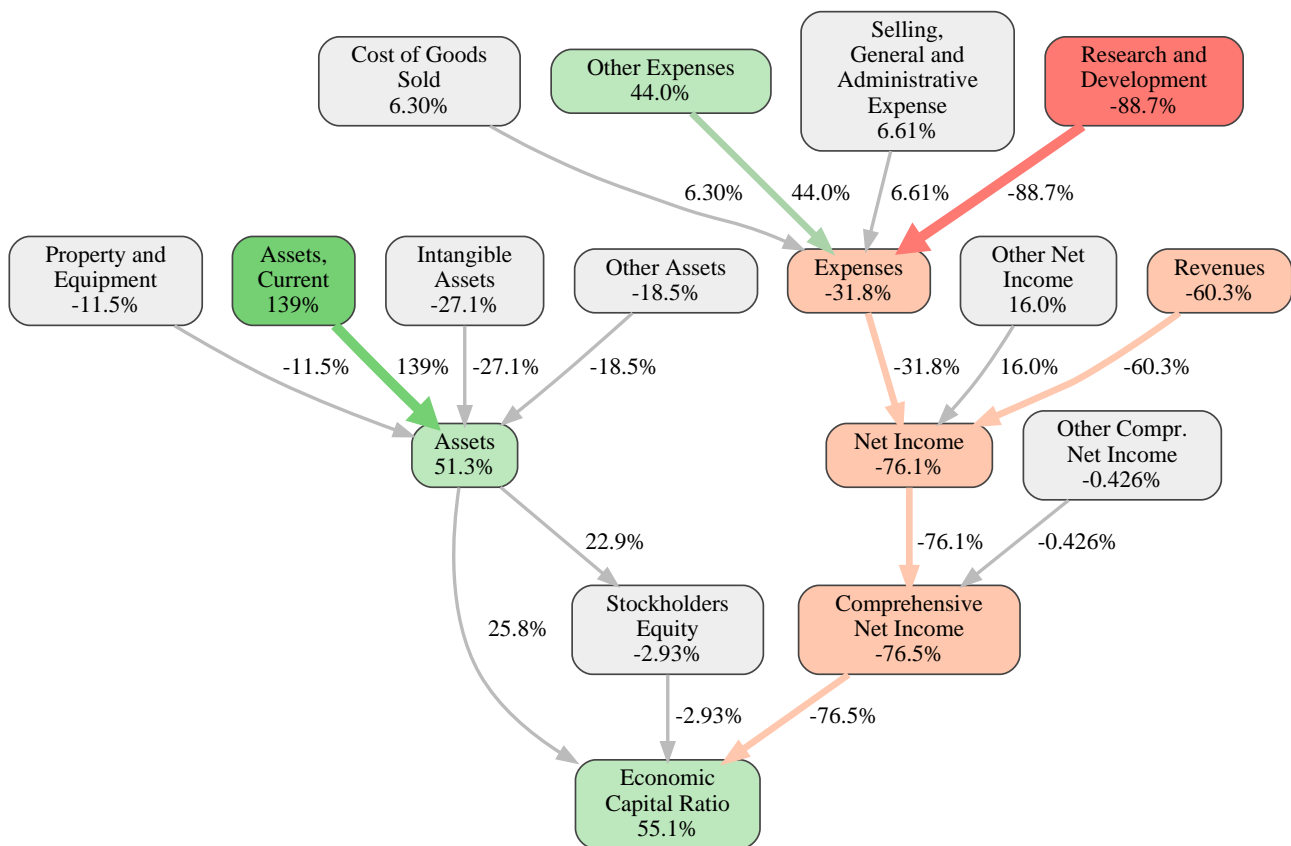 Cost of Goods
Sold
6.30%
Other Expenses
44.0%
Selling,
General and
Administrative
Expense
6.61%
Research and
Development
-88.7%
6.30%
44.0%
6.61%
-88.7%
Property and
Equipment
-11.5%
Assets,
Current
139%
Intangible
Assets
-27.1%
Other Assets
-18.5%
Expenses
-31.8%
Other Net
Income
16.0%
Revenues
-60.3%
-11.5%
139%
-27.1%
-18.5%
-31.8%
16.0%
-60.3%
Assets
51.3%
Net Income
-76.1%
Other Compr.
Net Income
-0.426%
22.9%
-76.1%
-0.426%
25.8%
Stockholders
Equity
-2.93%
Comprehensive
Net Income
-76.5%
-2.93%
-76.5%
Economic
Capital Ratio
55.1%